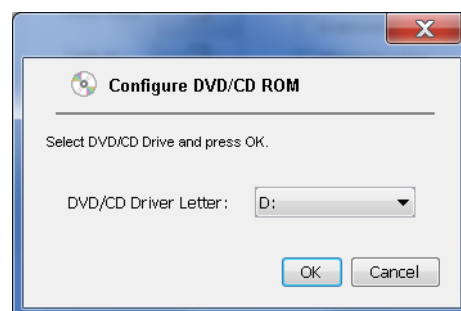 Configure DVD/CD ROM
Select DVD/CD Drive and press OK.
DVD/CD Driver Letter: D:
OK Cancel